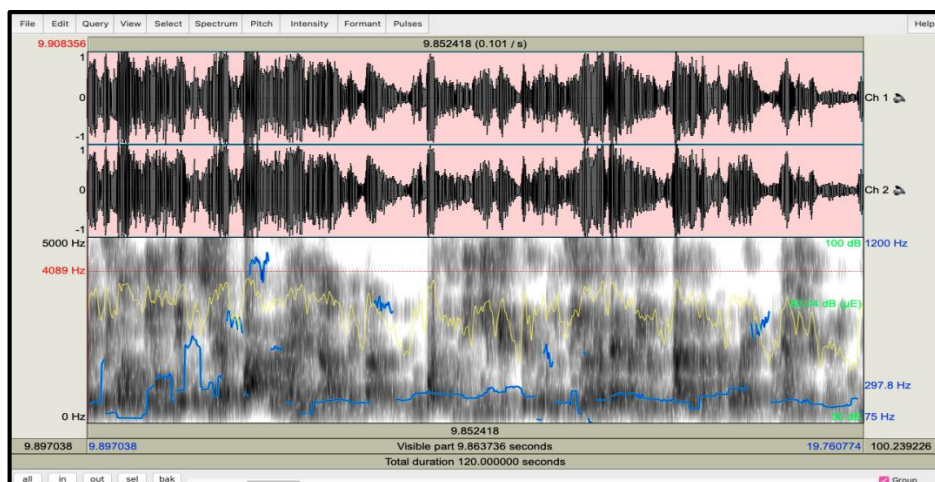 File Edit Query View Select Spectrum Pitch Intensity Formant Pulses Help
9.908356 9.852418 (0.101 / s)
1
0 Ch 1
-1
1
0 Ch 2
-1
5000 Hz 100 dB 1200 Hz
4089 Hz
dB (µE)
297.8 Hz
0 Hz 75 Hz
9.852418
9.897038 9.897038 Visible part 9.863736 seconds 19.760774 100.239226
Total duration 120.000000 seconds
all in out sel bak Group